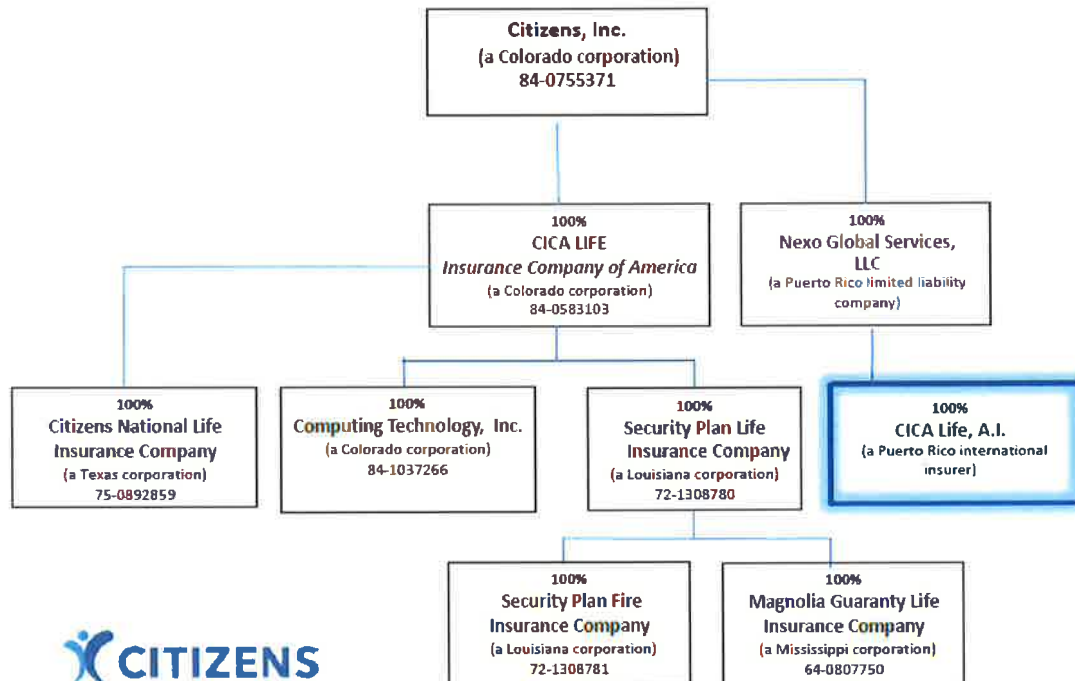 Citizens, Inc.
(a Colorado corporation)
84-0755371
100%
CICA LIFE
Insurance Company of America
(a Colorado corporation)
84-0583103
100%
Nexo Global Services,
LLC
(a Puerto Rico limited liability
company)
100%
Citizens National Life
Insurance Company
(a Texas corporation)
75-0892859
100%
Computing Technology, Inc.
(a Colorado corporation)
84-1037266
100%
Security Plan Life
Insurance Company
(a Louisiana corporation)
72-1308780
100%
CICA Life, A.I.
(a Puerto Rico international
insurer)
100%
Security Plan Fire
Insurance Company
(a Louisiana corporation)
72-1308781
100%
Magnolia Guaranty Life
Insurance Company
(a Mississippi corporation)
64-0807750
CITIZENS